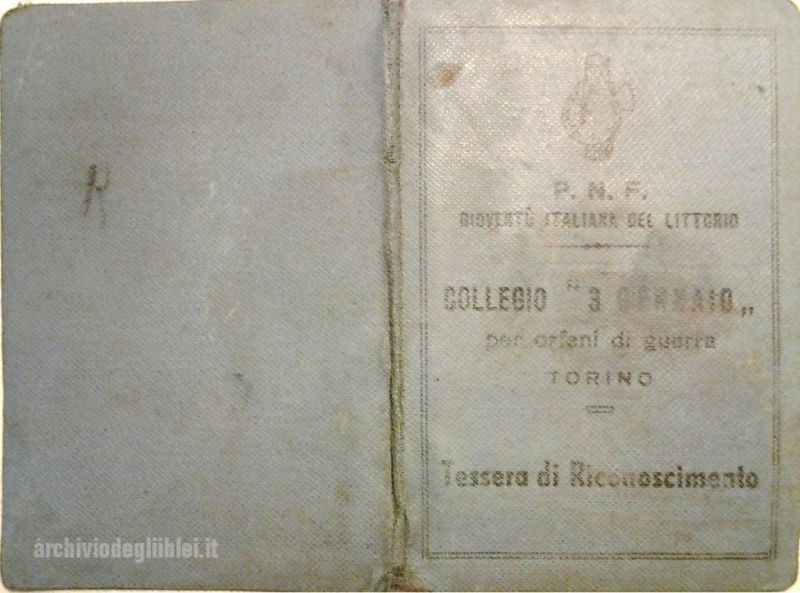 P. N. F.
GIOVENTÙ ITALIANA DEL LITTORIO
COLLEGIO " 3 GENNAIO „
per orfani di guerra
TORINO
Tessera di Riconoscimento
archiviodegliiblei.it